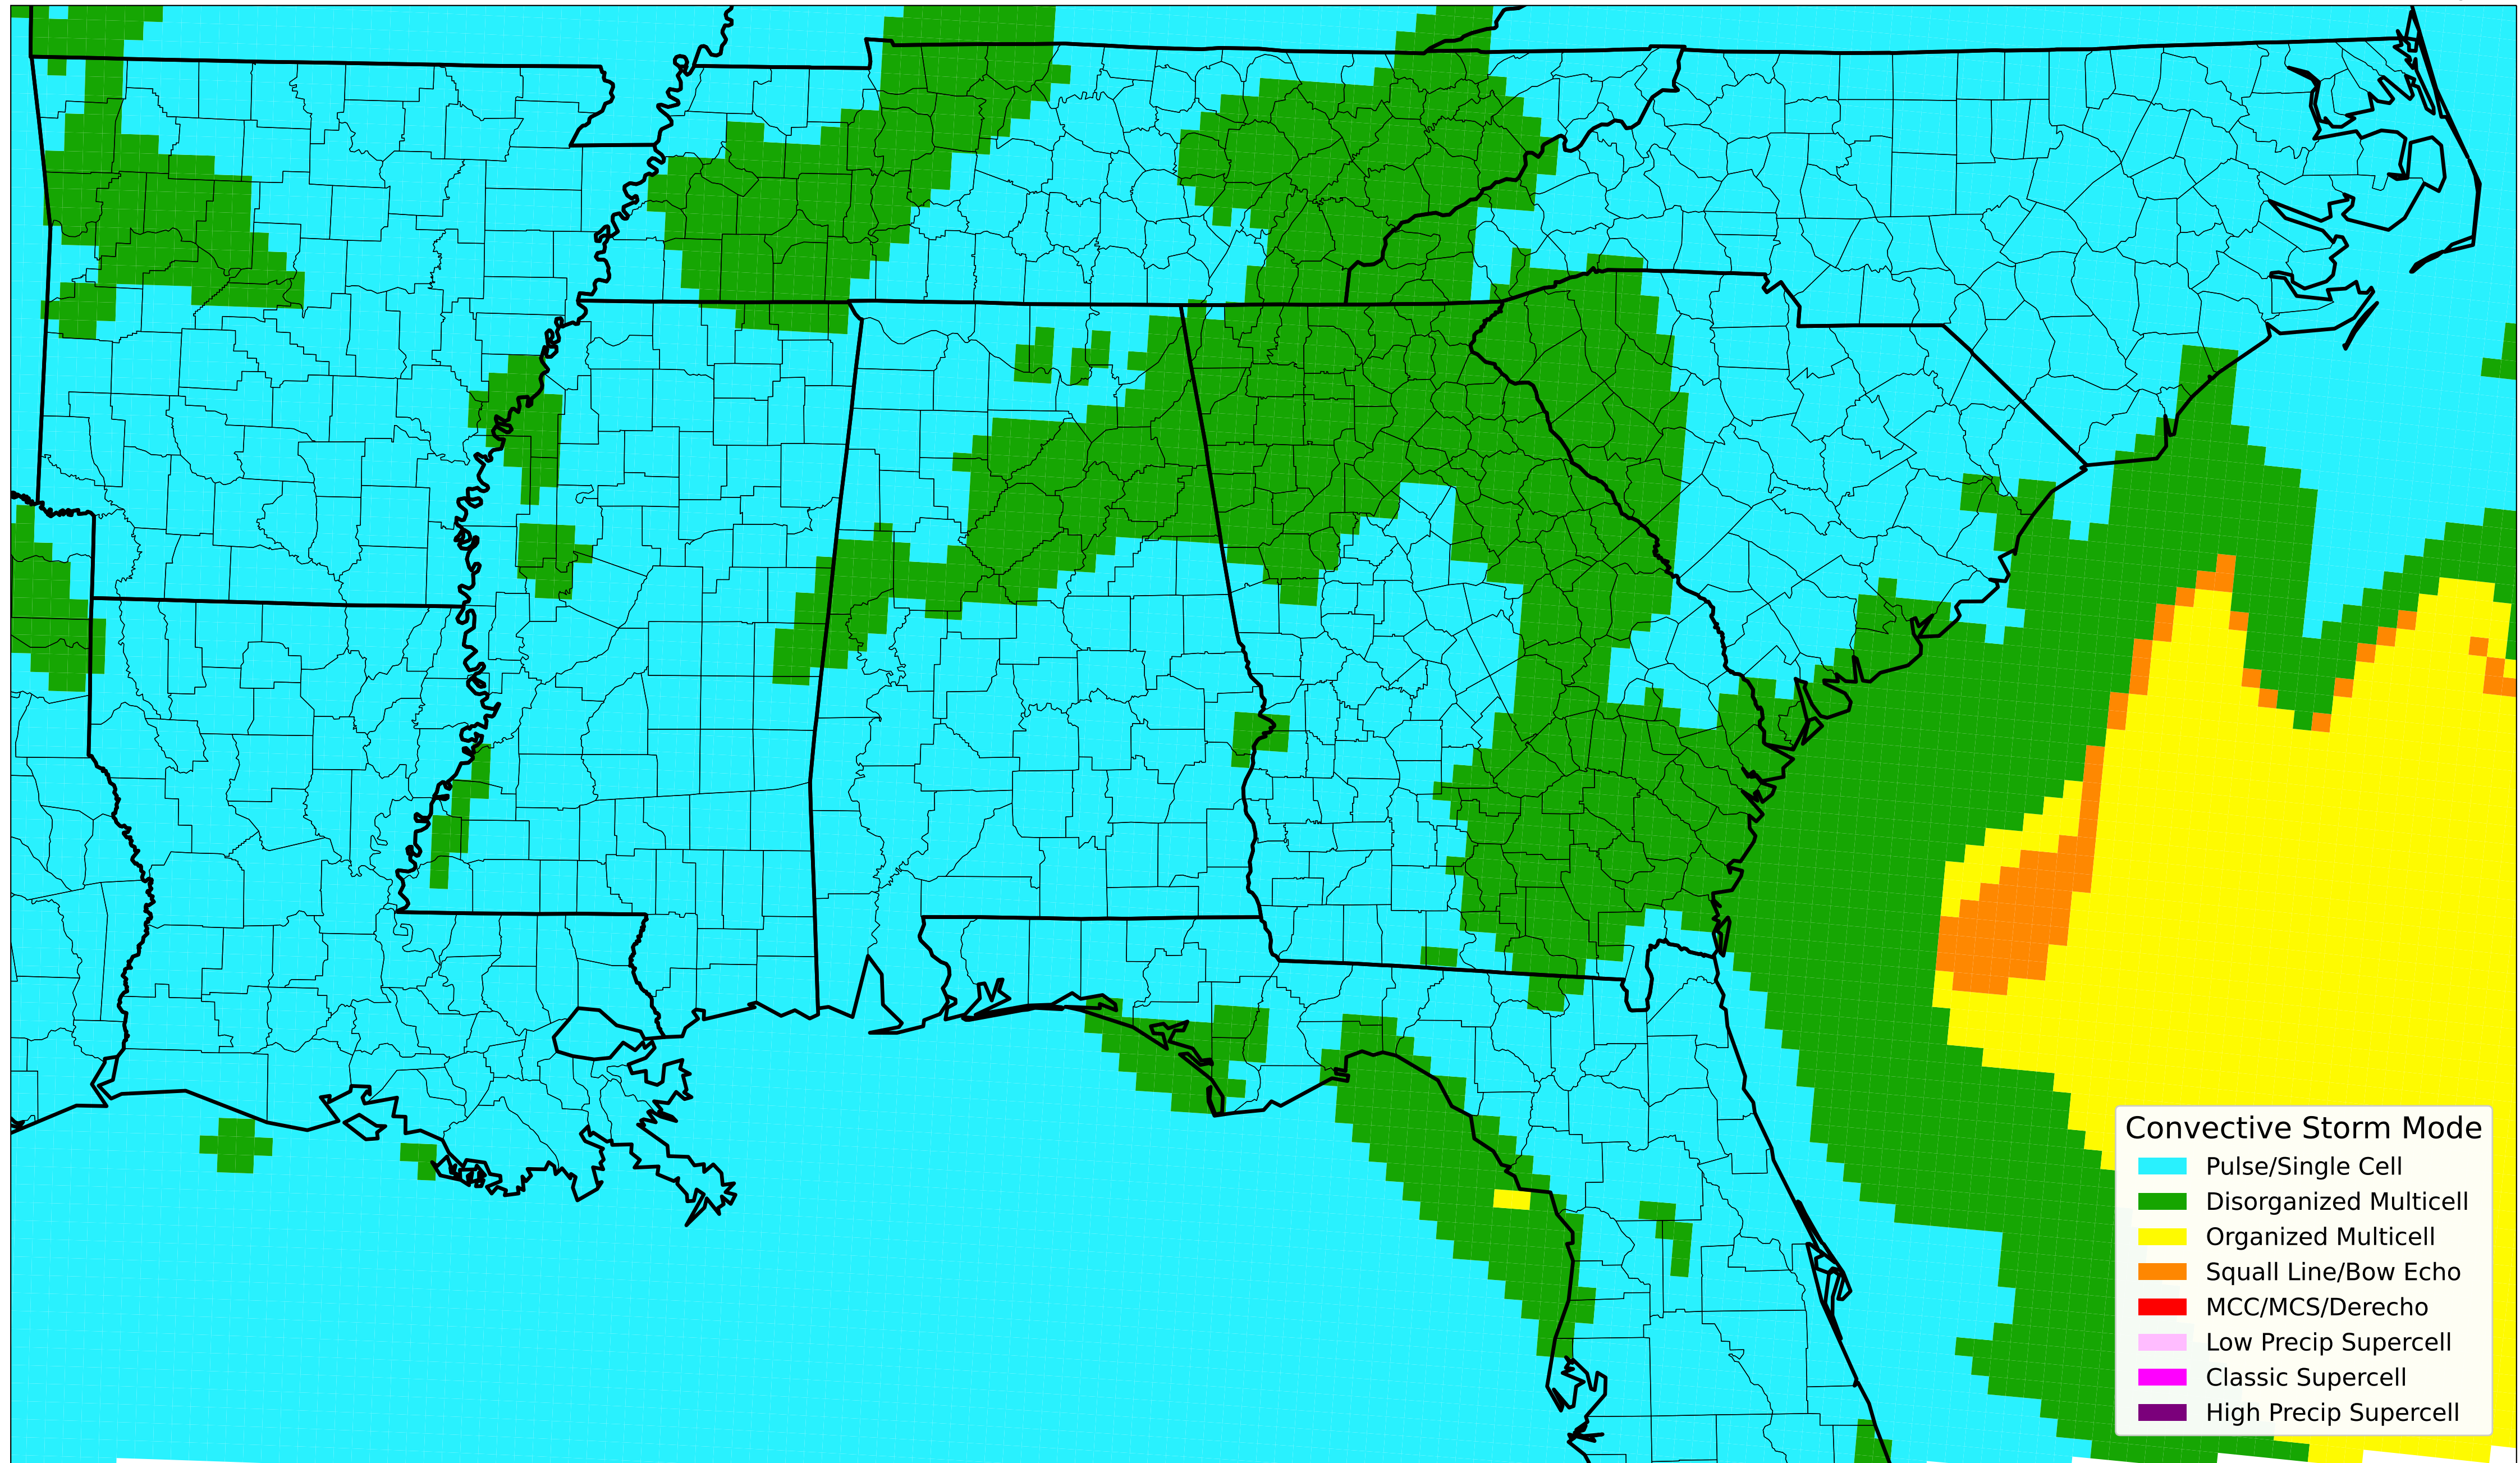 Convective Storm Mode
Pulse/Single Cell
Disorganized Multicell
Organized Multicell
Squall Line/Bow Echo
MCC/MCS/Derecho
Low Precip Supercell
Classic Supercell
High Precip Supercell